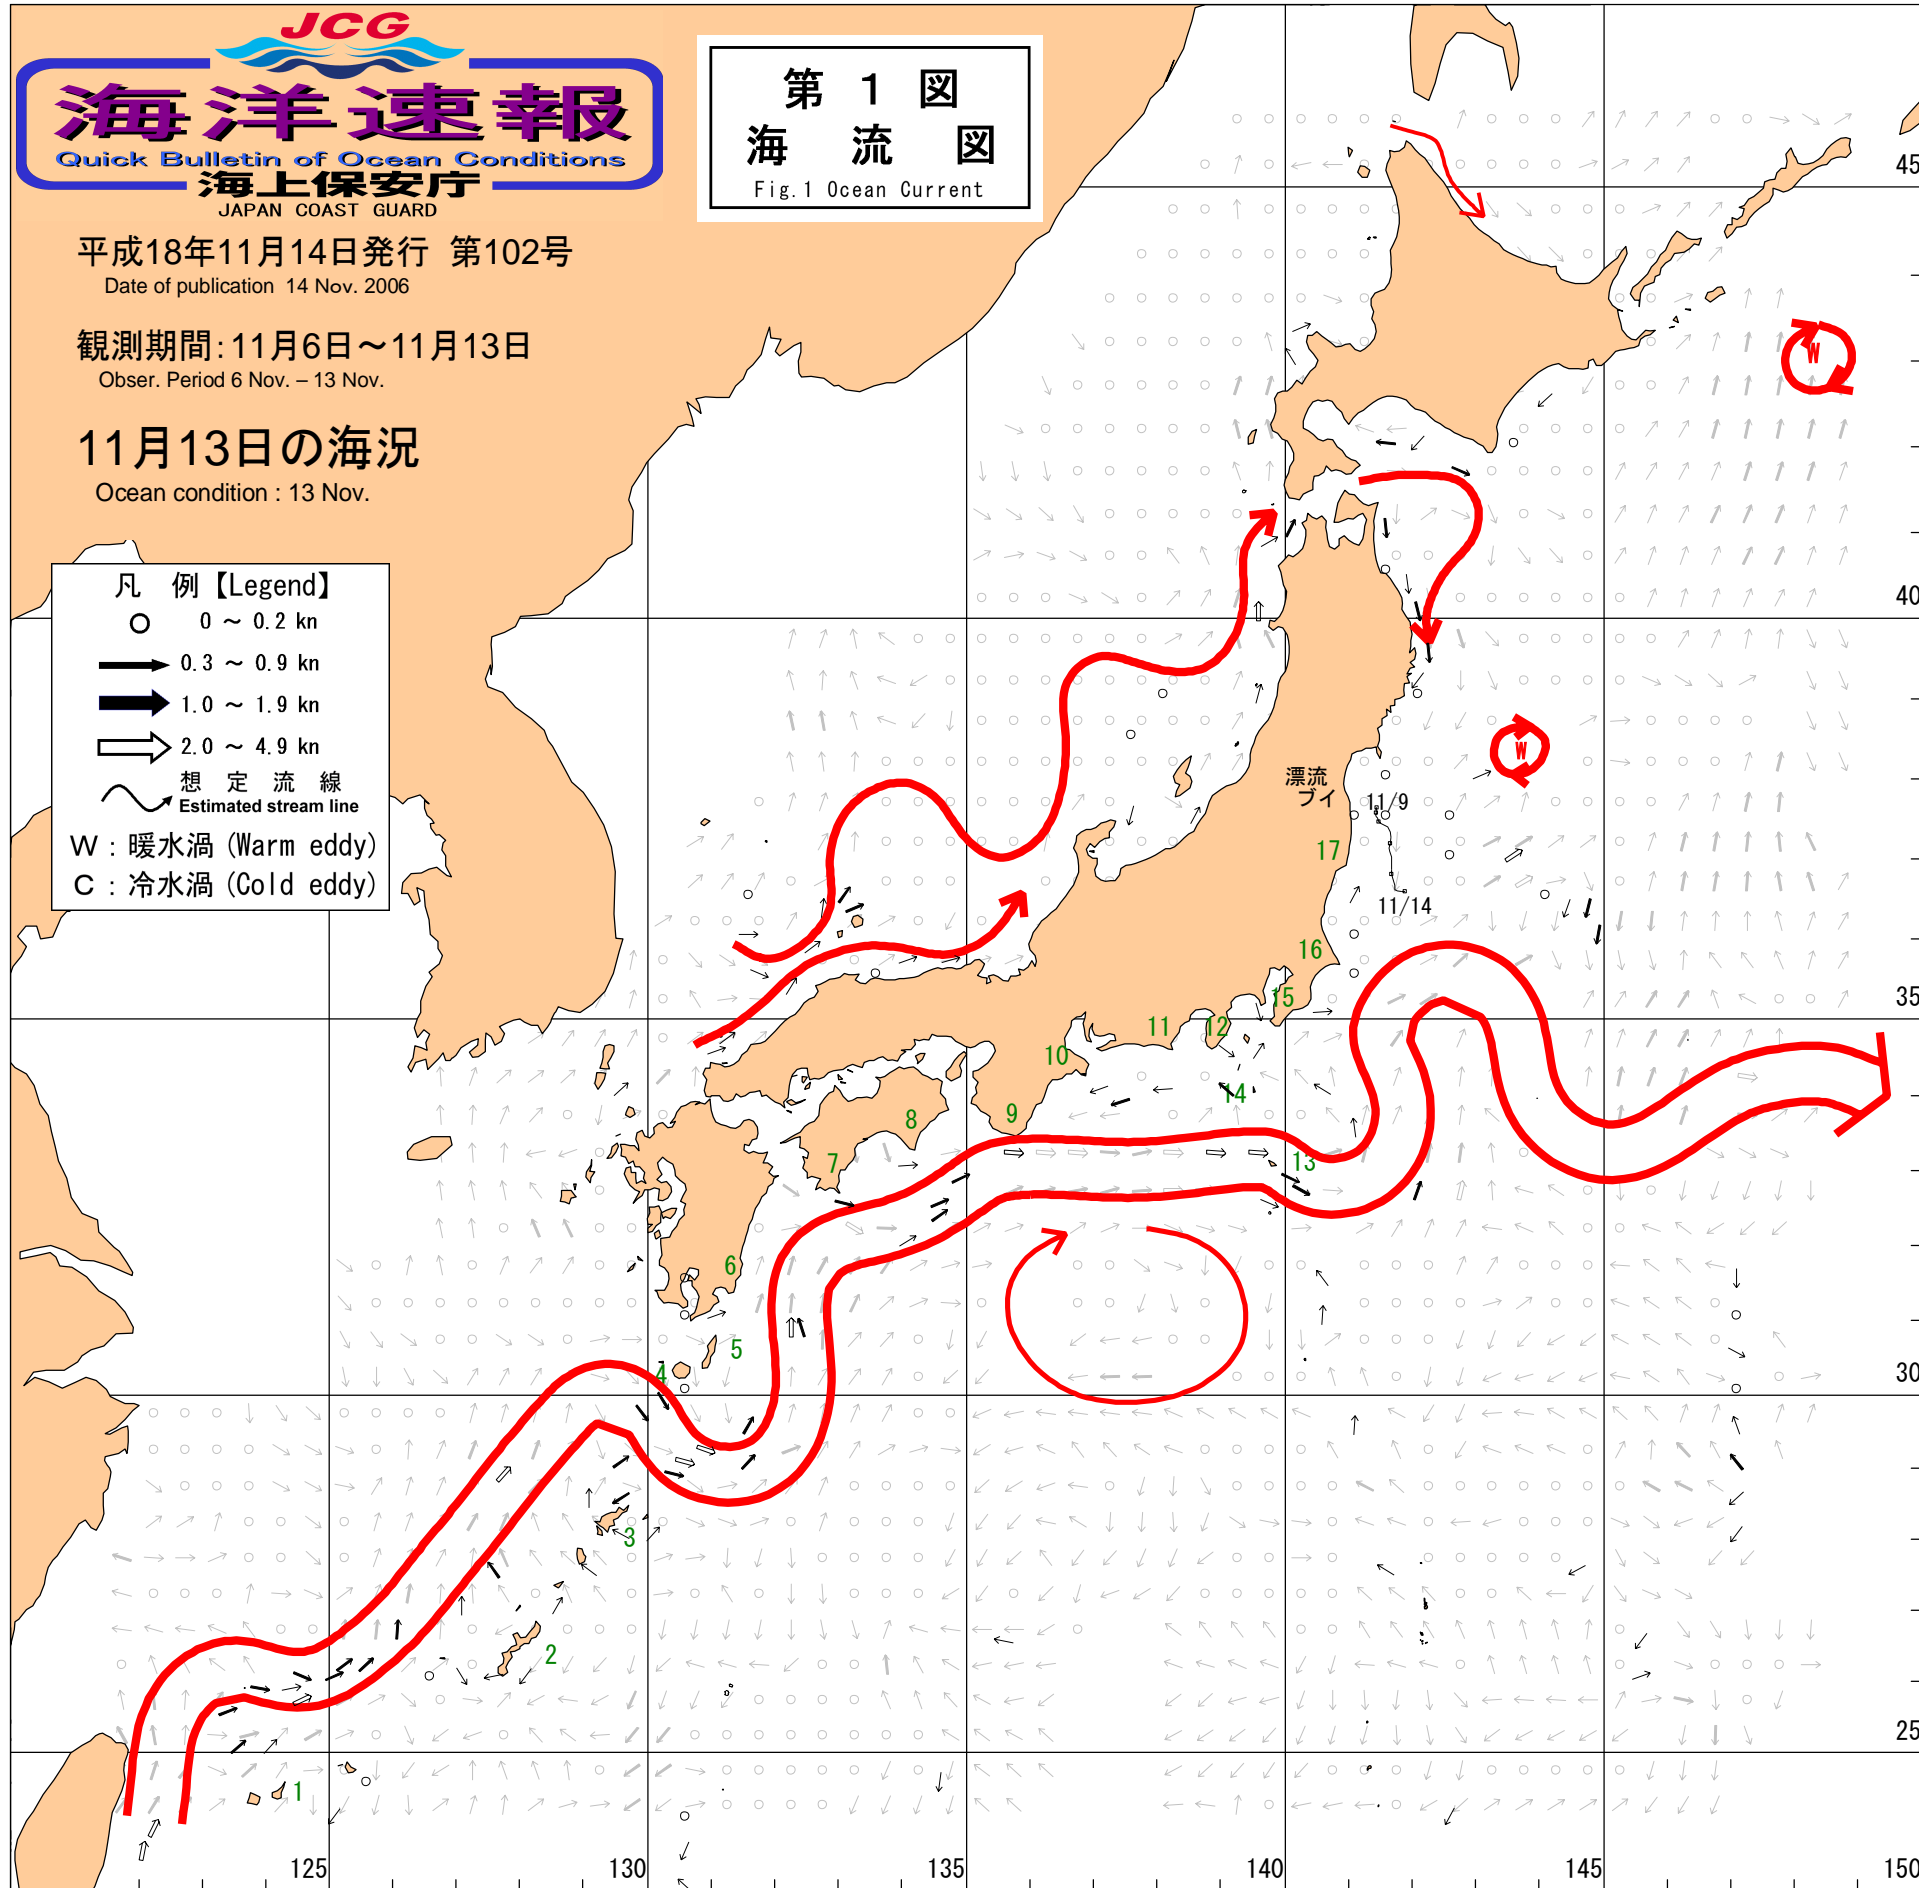 JCG
海洋速報
Quick Bulletin of Ocean Conditions
海上保安庁
JAPAN COAST GUARD
平成18年11月14日発行 第102号
Date of publication 14 Nov. 2006
観測期間:11月6日～11月13日
Obser. Period 6 Nov. – 13 Nov.
11月13日の海況
Ocean condition : 13 Nov.
第 1 図
海 流 図
Fig.1 Ocean Current
凡 例【Legend】
0 ～ 0.2 kn
0.3 ～ 0.9 kn
1.0 ～ 1.9 kn
2.0 ～ 4.9 kn
想 定 流 線
Estimated stream line
W : 暖水渦 (Warm eddy)
C : 冷水渦 (Cold eddy)
45
W
40
W
漂流
ブイ
11/9
17
11/14
16
15
35
11
12
10
14
9
8
13
7
6
5
4
30
3
2
25
1
125
130
135
140
145
150